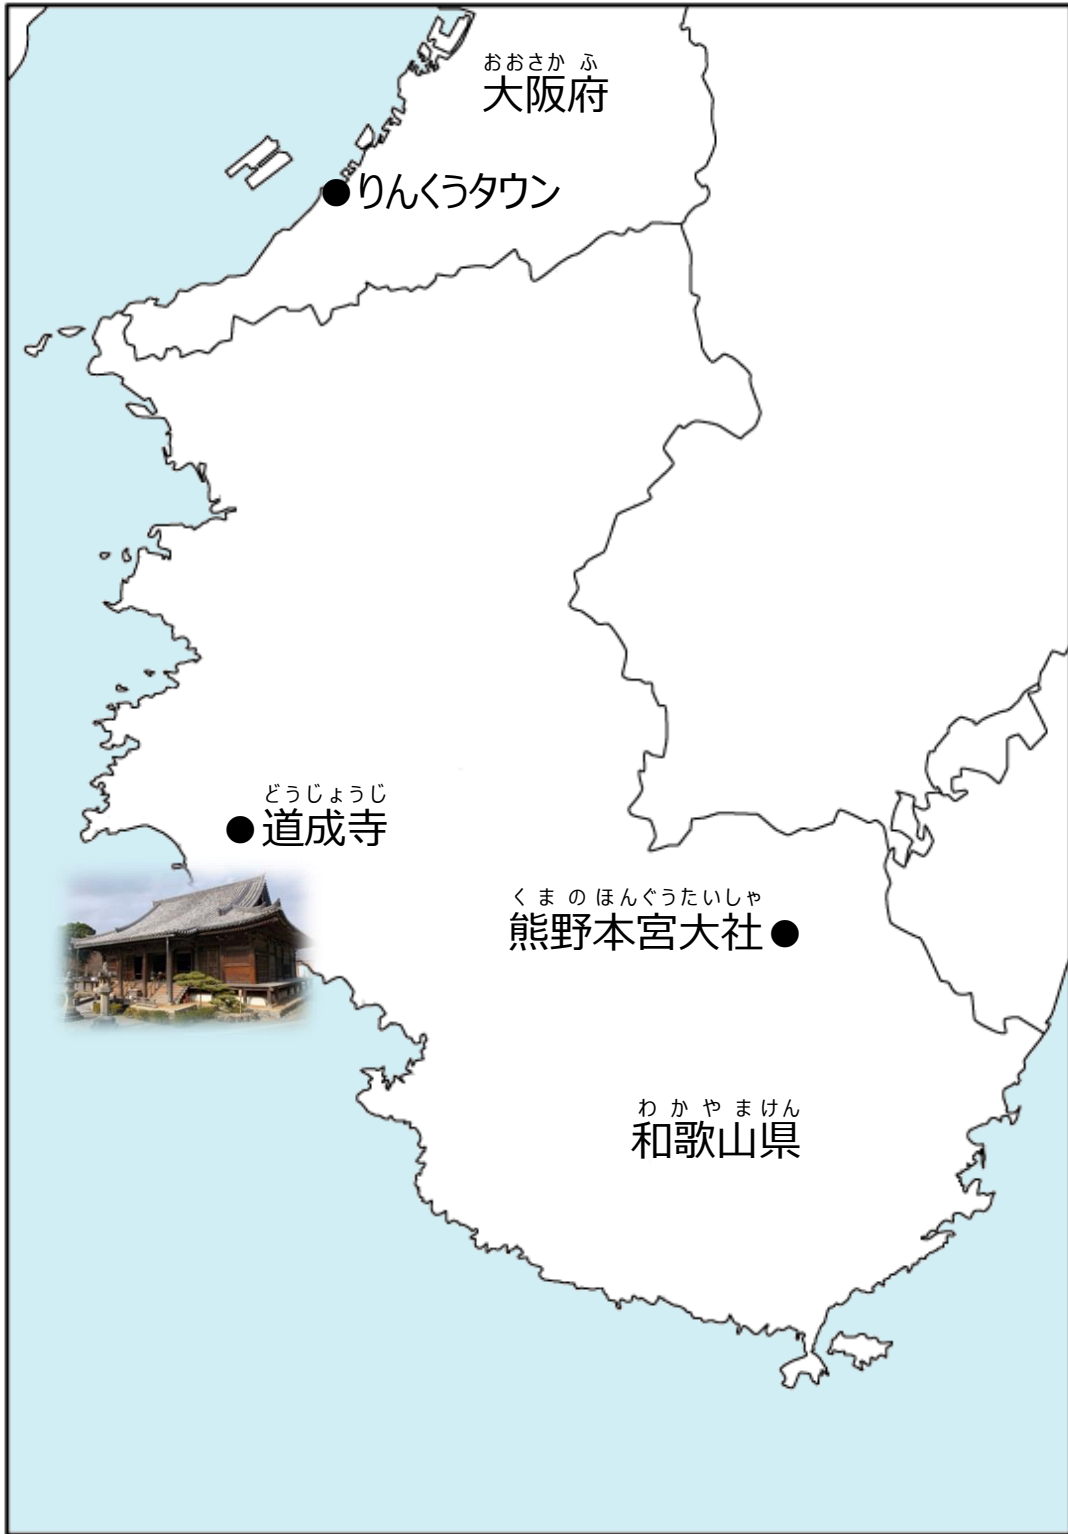 おおさか ふ
大阪府
りんくうタウン
どうじょうじ
道成寺
くまのほんぐうたいしゃ
熊野本宮大社
わかやまけん
和歌山県